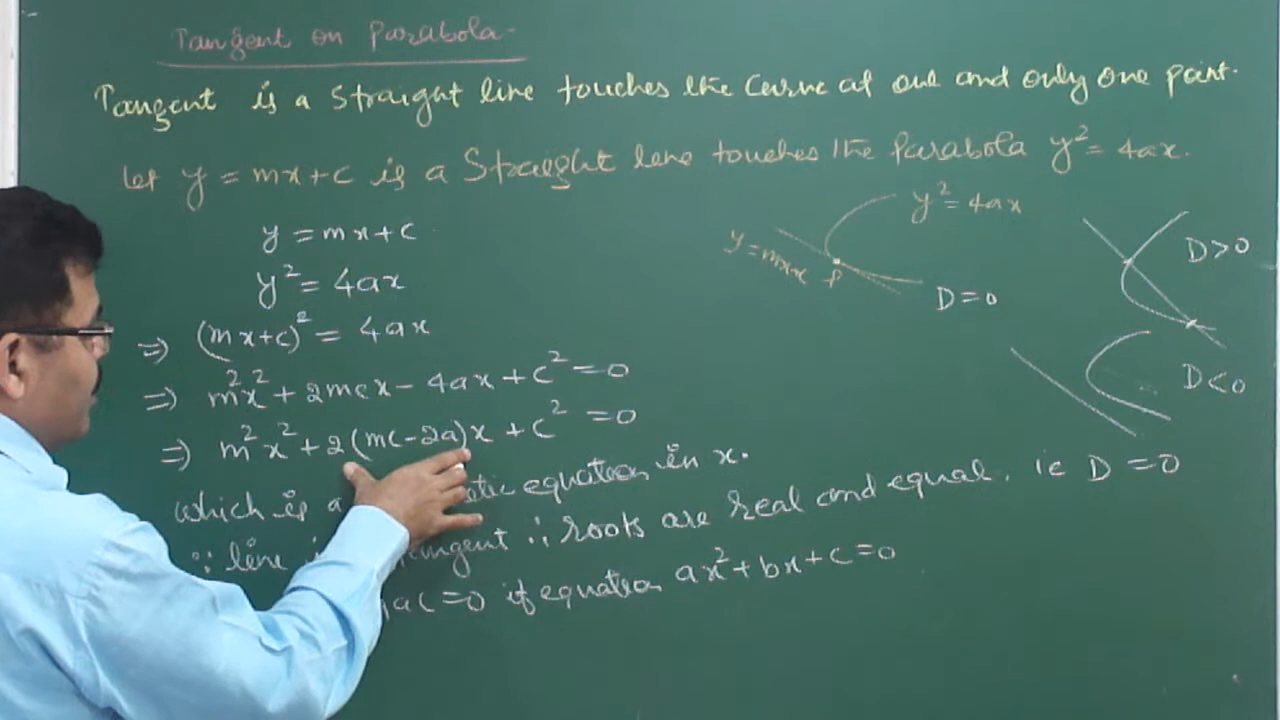 Tangent on Parabola
Tangent is a straight line touches the curve at one and only one point.
Let y = mx+c is a Straight line touches the Parabola y² = 4ax.
y = mx+c
y² = 4ax
⇒ (mx+c)² = 4ax
⇒ m²x² + 2mcx - 4ax + c² = 0
⇒ m²x² + 2(mc-2a)x + c² = 0
which is a equation in x.
∵ line tangent ∴ roots are real and equal. ie D = 0
ac = 0 if equation ax² + bx + c = 0
y² = 4ax
P
D = 0
D > 0
D < 0